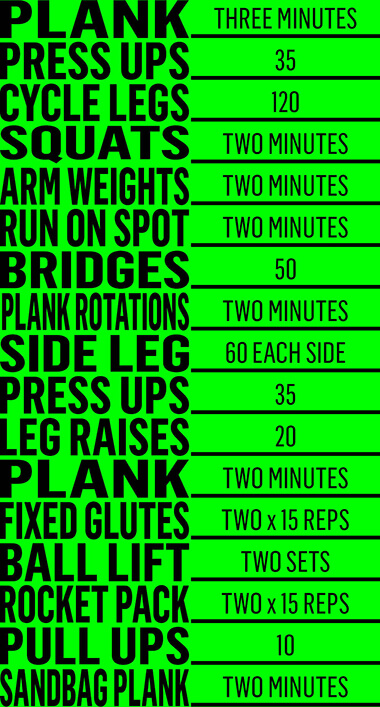 PLANK THREE MINUTES
PRESS UPS 35
CYCLE LEGS 120
SQUATS TWO MINUTES
ARM WEIGHTS TWO MINUTES
RUN ON SPOT TWO MINUTES
BRIDGES 50
PLANK ROTATIONS TWO MINUTES
SIDE LEG 60 EACH SIDE
PRESS UPS 35
LEG RAISES 20
PLANK TWO MINUTES
FIXED GLUTES TWO x 15 REPS
BALL LIFT TWO SETS
ROCKET PACK TWO x 15 REPS
PULL UPS 10
SANDBAG PLANK TWO MINUTES